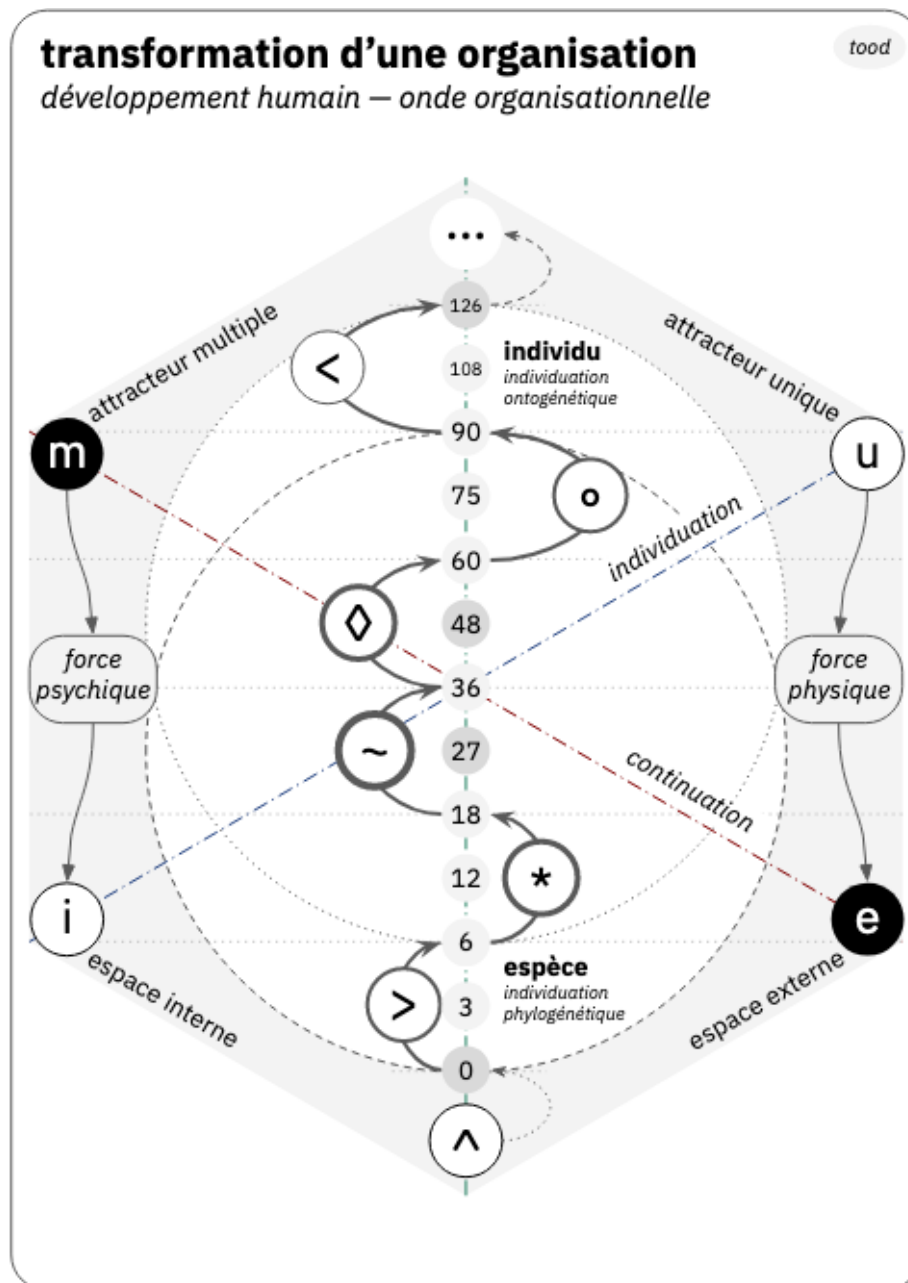 transformation d’une organisation
tood
développement humain — onde organisationnelle
...
126
attracteur multiple
attracteur unique
<
individu
individuation
ontogénétique
108
90
m
u
75
o
individuation
60
◊
48
force
psychique
force
physique
36
~
27
continuation
18
12
*
i
e
6
espace interne
espace externe
espèce
individuation
phylogénétique
>
3
0
^